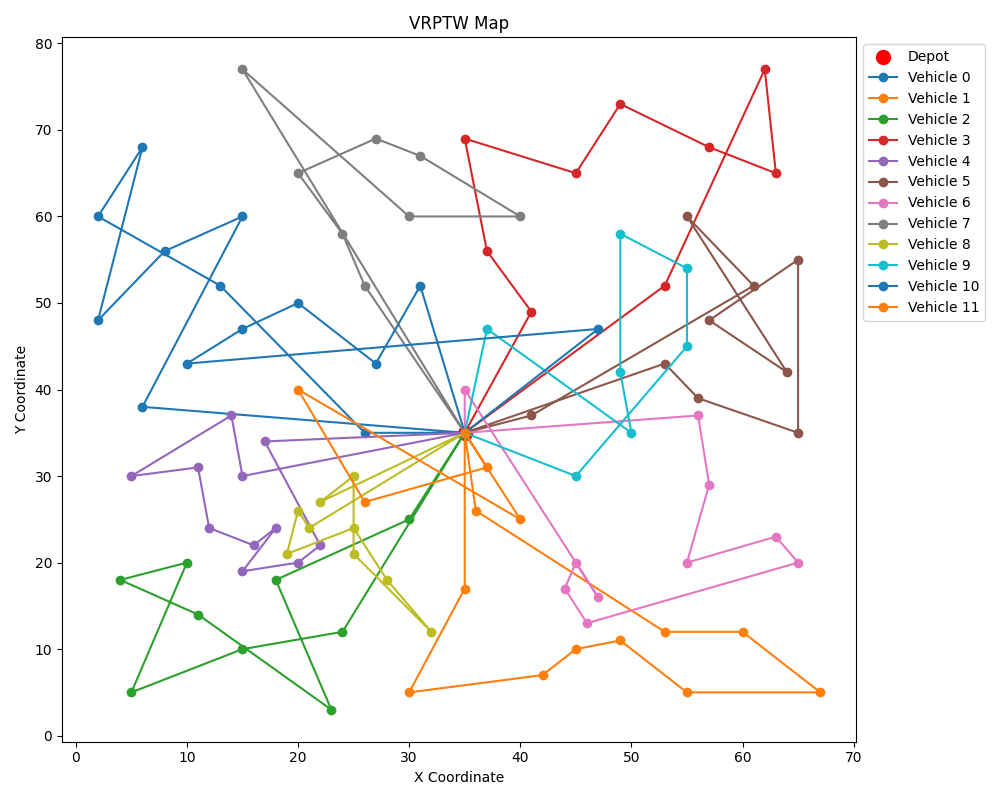 VRPTW Map
Y Coordinate
80
70
60
50
40
30
20
10
0
0 10 20 30 40 50 60 70
X Coordinate
Depot
Vehicle 0
Vehicle 1
Vehicle 2
Vehicle 3
Vehicle 4
Vehicle 5
Vehicle 6
Vehicle 7
Vehicle 8
Vehicle 9
Vehicle 10
Vehicle 11